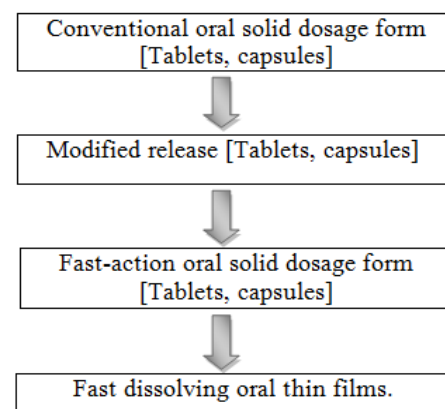 Conventional oral solid dosage form
[Tablets, capsules]
Modified release [Tablets, capsules]
Fast-action oral solid dosage form
[Tablets, capsules]
Fast dissolving oral thin films.